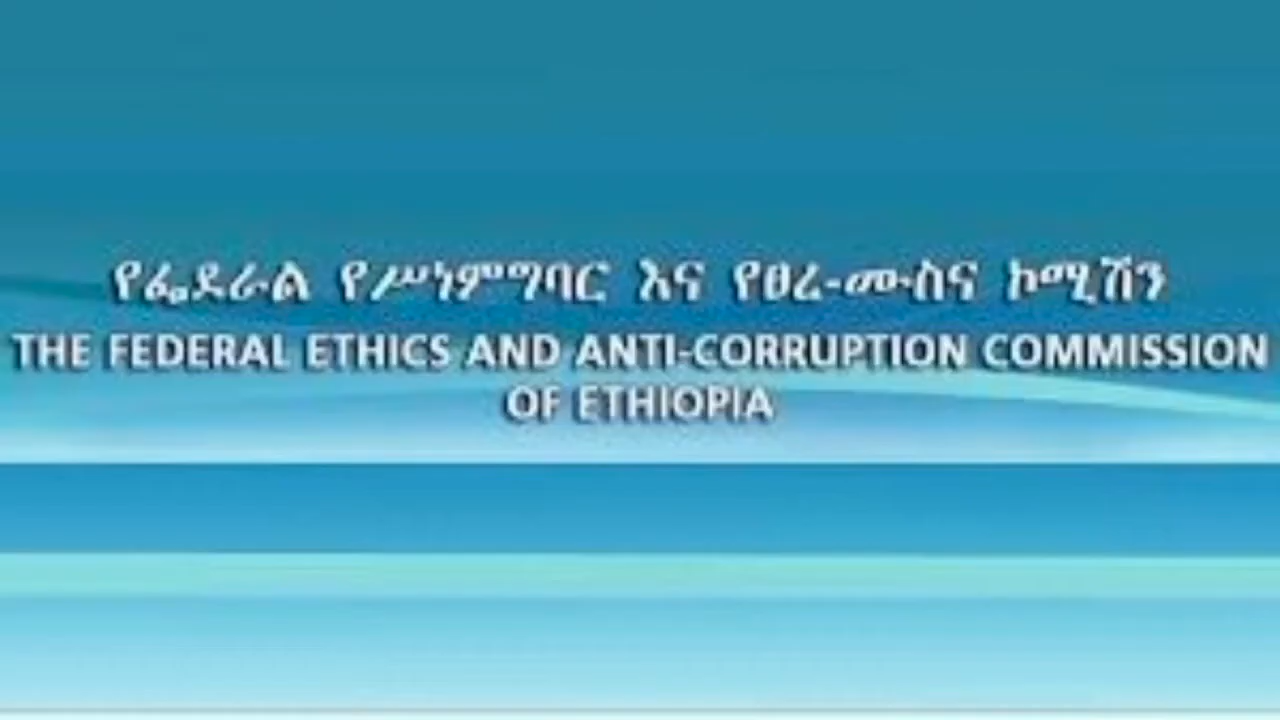 የፌደራል የሥነምግባር እና የፀረ-ሙስና ኮሚሽን
THE FEDERAL ETHICS AND ANTI-CORRUPTION COMMISSION
OF ETHIOPIA